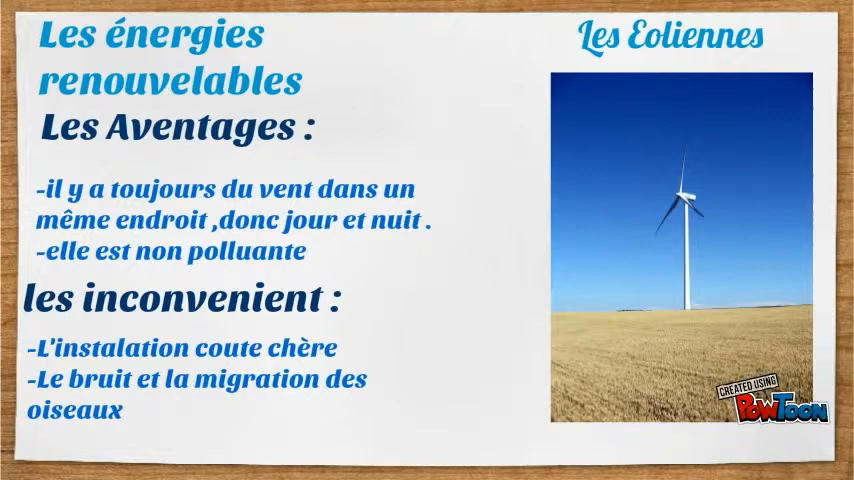 Les énergies
renouvelables
Les Aventages :
-il y a toujours du vent dans un
même endroit ,donc jour et nuit .
-elle est non polluante
les inconvenient :
-L'instalation coute chère
-Le bruit et la migration des
oiseaux
Les Eoliennes
CREATED USING
PowToon